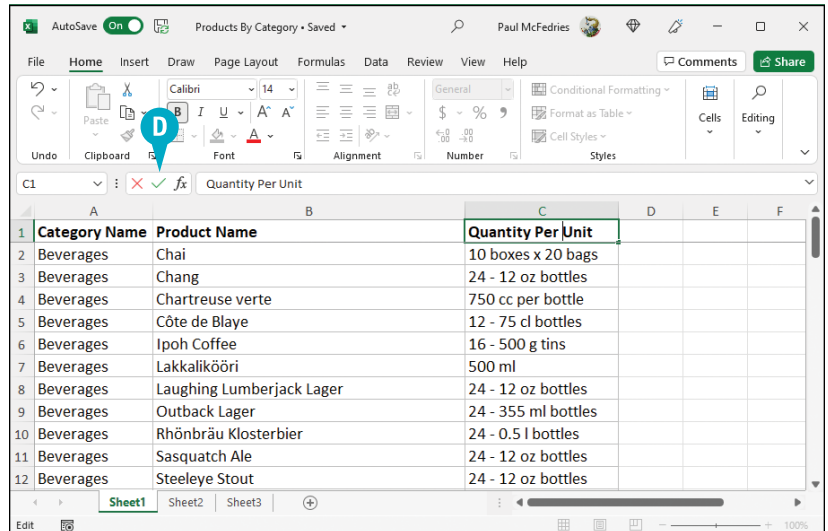 AutoSave On Products By Category • Saved Paul McFedries
File Home Insert Draw Page Layout Formulas Data Review View Help Comments Share
Calibri 14 General Conditional Formatting
Paste B I U A A $ % Format as Table Cells Editing
D A Cell Styles
Undo Clipboard Font Alignment Number Styles
C1 fx Quantity Per Unit
A B C D E F
1 Category Name Product Name Quantity Per Unit
2 Beverages Chai 10 boxes x 20 bags
3 Beverages Chang 24 - 12 oz bottles
4 Beverages Chartreuse verte 750 cc per bottle
5 Beverages Côte de Blaye 12 - 75 cl bottles
6 Beverages Ipoh Coffee 16 - 500 g tins
7 Beverages Lakkalikööri 500 ml
8 Beverages Laughing Lumberjack Lager 24 - 12 oz bottles
9 Beverages Outback Lager 24 - 355 ml bottles
10 Beverages Rhönbräu Klosterbier 24 - 0.5 l bottles
11 Beverages Sasquatch Ale 24 - 12 oz bottles
12 Beverages Steeleye Stout 24 - 12 oz bottles
Sheet1 Sheet2 Sheet3
Edit 100%